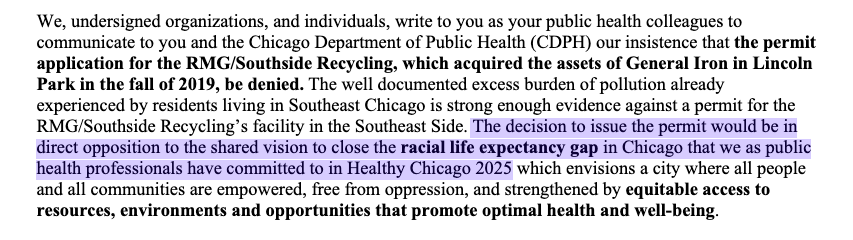 We, undersigned organizations, and individuals, write to you as your public health colleagues to
communicate to you and the Chicago Department of Public Health (CDPH) our insistence that the permit
application for the RMG/Southside Recycling, which acquired the assets of General Iron in Lincoln
Park in the fall of 2019, be denied. The well documented excess burden of pollution already
experienced by residents living in Southeast Chicago is strong enough evidence against a permit for the
RMG/Southside Recycling’s facility in the Southeast Side. The decision to issue the permit would be in
direct opposition to the shared vision to close the racial life expectancy gap in Chicago that we as public
health professionals have committed to in Healthy Chicago 2025 which envisions a city where all people
and all communities are empowered, free from oppression, and strengthened by equitable access to
resources, environments and opportunities that promote optimal health and well-being.